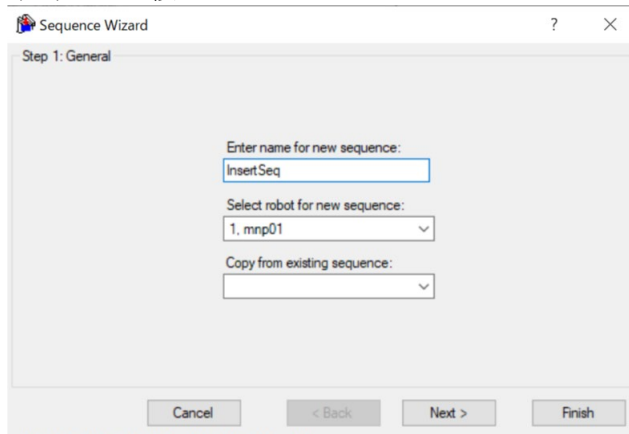 Sequence Wizard
?
Step 1: General
Enter name for new sequence:
InsertSeq
Select robot for new sequence:
1, mnp01
Copy from existing sequence:
Cancel
< Back
Next >
Finish